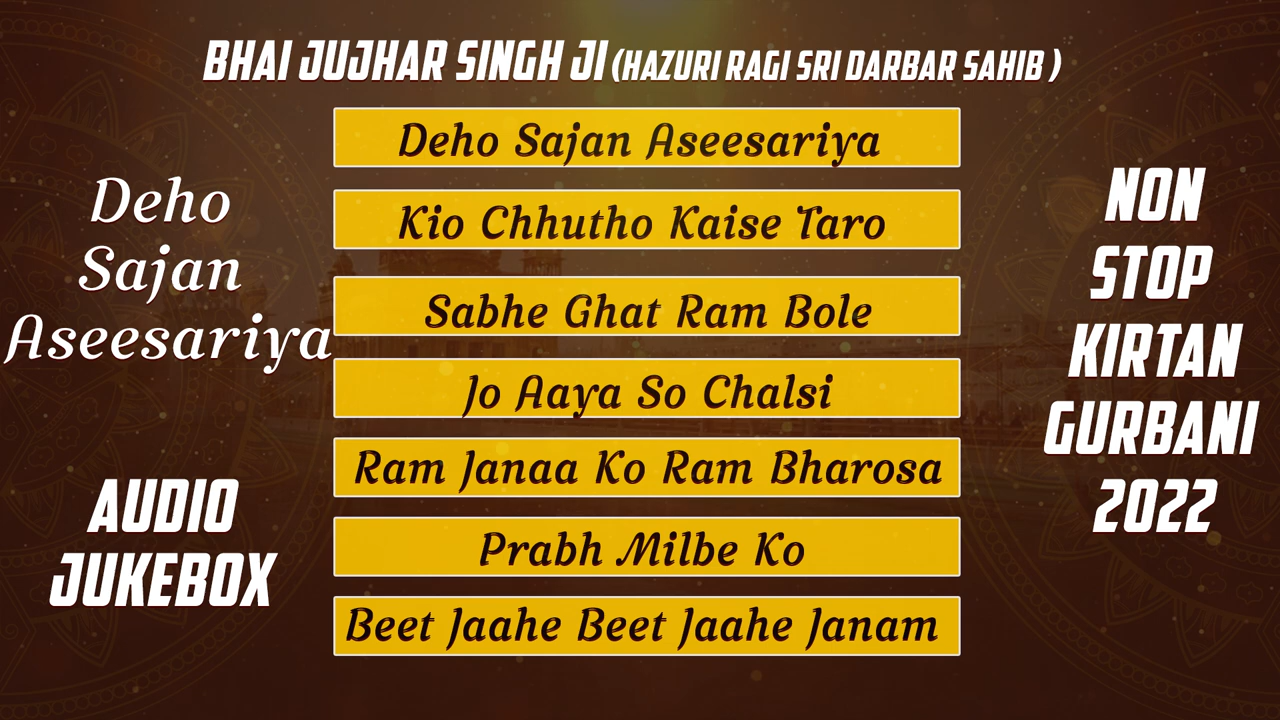 BHAI JUJHAR SINGH JI (HAZURI RAGI SRI DARBAR SAHIB )
Deho
Sajan
Aseesariya
AUDIO
JUKEBOX
Deho Sajan Aseesariya
Kio Chhutho Kaise Taro
Sabhe Ghat Ram Bole
Jo Aaya So Chalsi
Ram Janaa Ko Ram Bharosa
Prabh Milbe Ko
Beet Jaahe Beet Jaahe Janam
NON
STOP
KIRTAN
GURBANI
2022